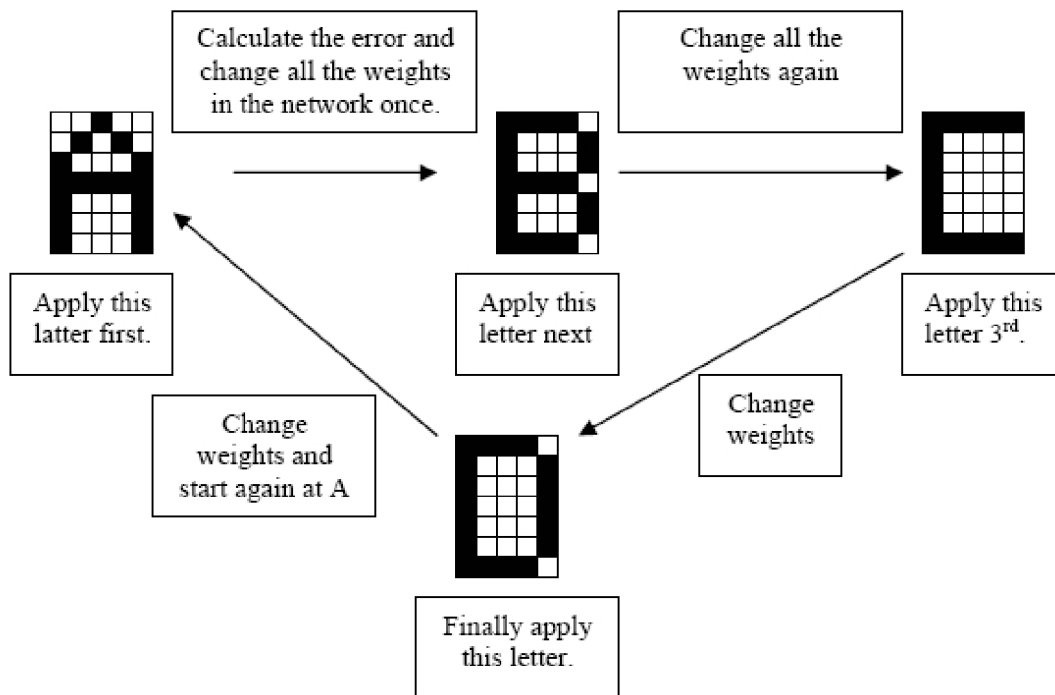 Calculate the error and
change all the weights
in the network once.
Change all the
weights again
Apply this
latter first.
Apply this
letter next
Apply this
letter 3rd.
Change
weights and
start again at A
Change
weights
Finally apply
this letter.